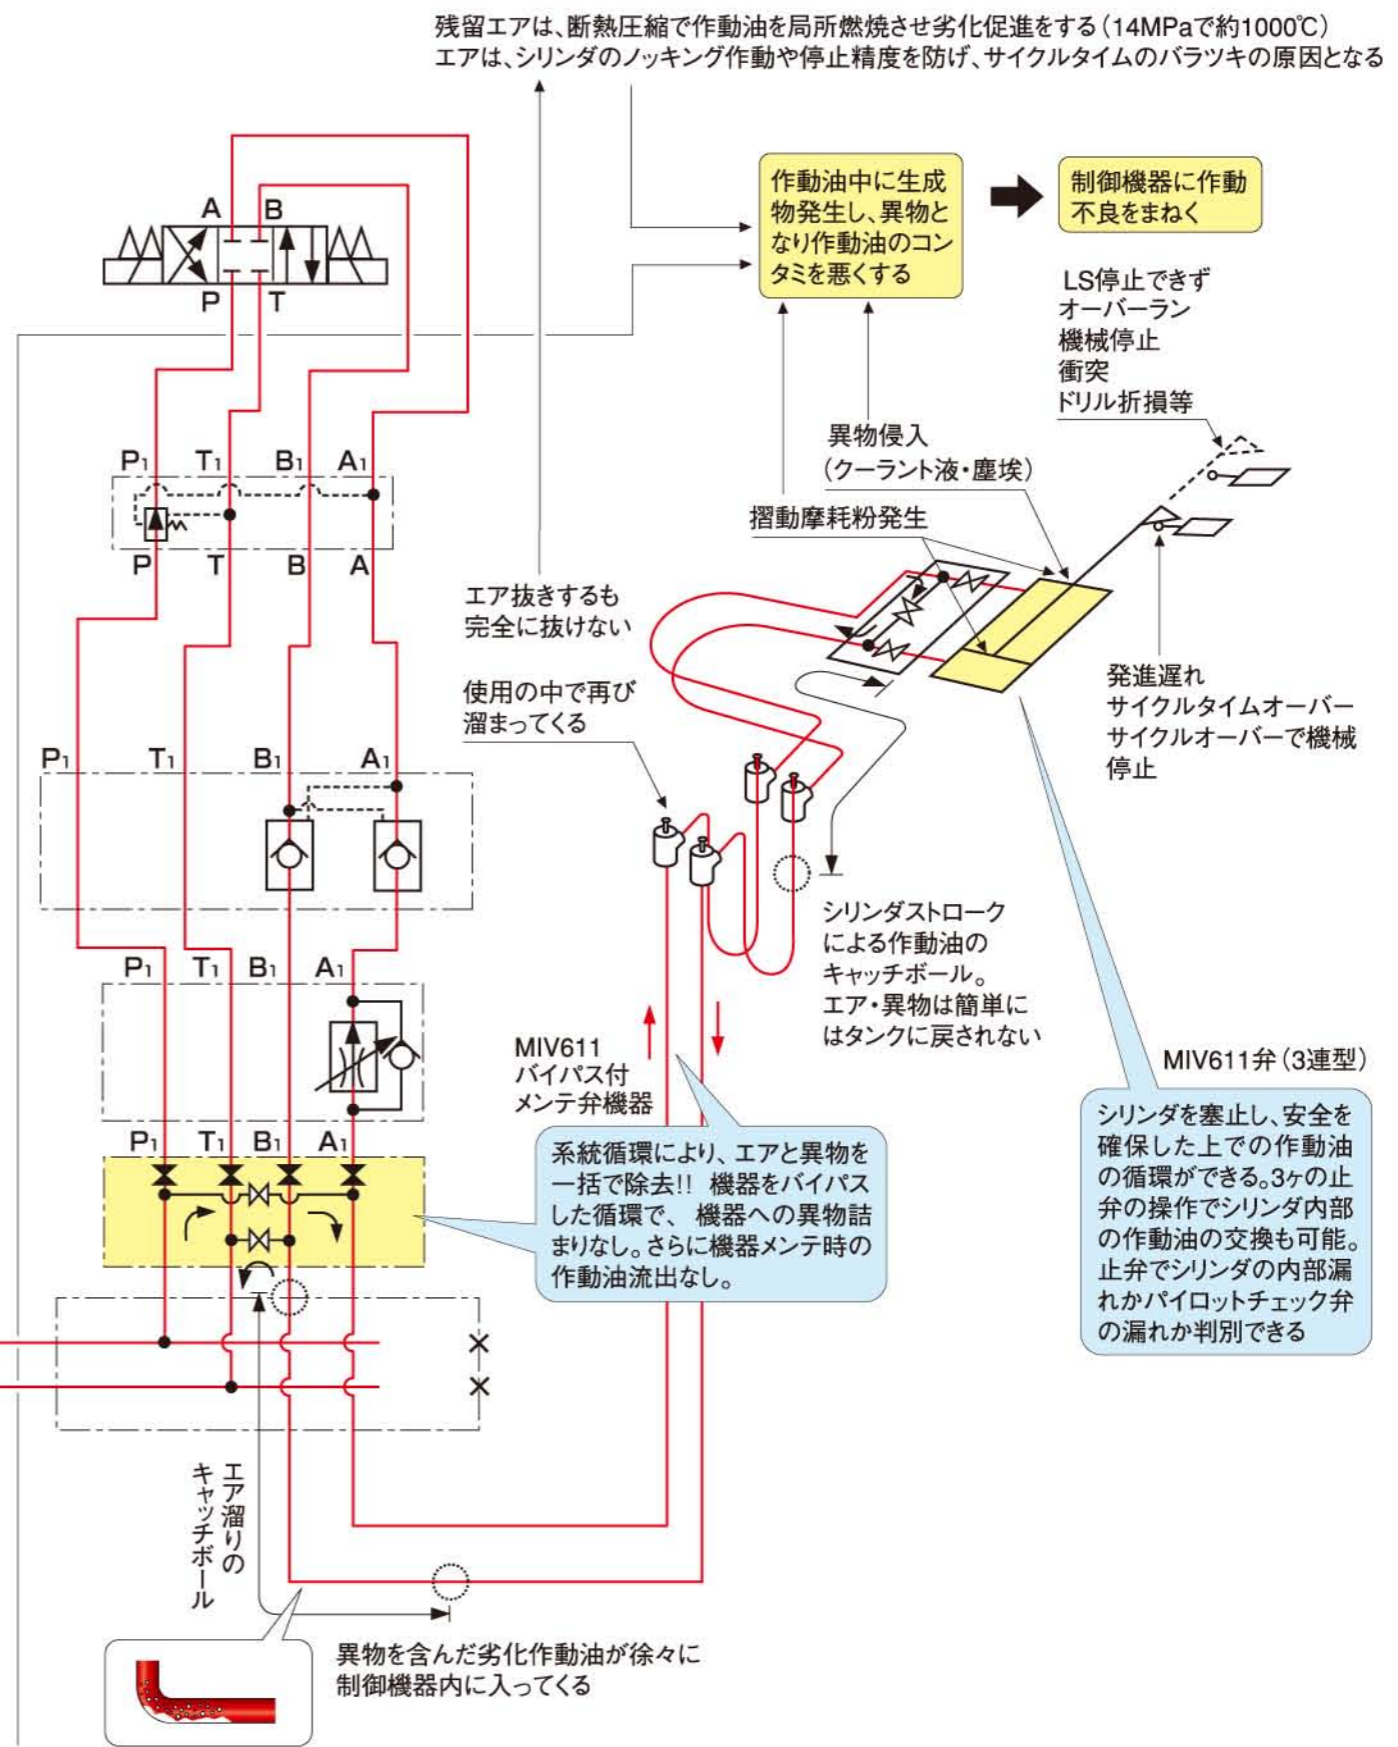 残留エアは、断熱圧縮で作動油を局所燃焼させ劣化促進をする(14MPaで約1000℃)
エアは、シリンダのノッキング作動や停止精度を防げ、サイクルタイムのバラツキの原因となる
作動油中に生成
物発生し、異物と
なり作動油のコン
タミを悪くする
制御機器に作動
不良をまねく
LS停止できず
オーバーラン
機械停止
衝突
ドリル折損等
A B
P T
異物侵入
(クーラント液・塵埃)
摺動摩耗粉発生
P1 T1 B1 A1
P T B A
エア抜きするも
完全に抜けない
使用の中で再び
溜まってくる
発進遅れ
サイクルタイムオーバー
サイクルオーバーで機械
停止
P1 T1 B1 A1
シリンダストローク
による作動油の
キャッチボール。
エア・異物は簡単に
はタンクに戻されない
P1 T1 B1 A1
MIV611
バイパス付
メンテ弁機器
MIV611弁(3連型)
シリンダを塞止し、安全を
確保した上での作動油
の循環ができる。3ヶの止
弁の操作でシリンダ内部
の作動油の交換も可能。
止弁でシリンダの内部漏
れかパイロットチェック弁
の漏れか判別できる
P1 T1 B1 A1
系統循環により、エアと異物を
一括で除去!! 機器をバイパス
した循環で、 機器への異物詰
まりなし。さらに機器メンテ時の
作動油流出なし。
エア溜りの
キャッチボール
異物を含んだ劣化作動油が徐々に
制御機器内に入ってくる